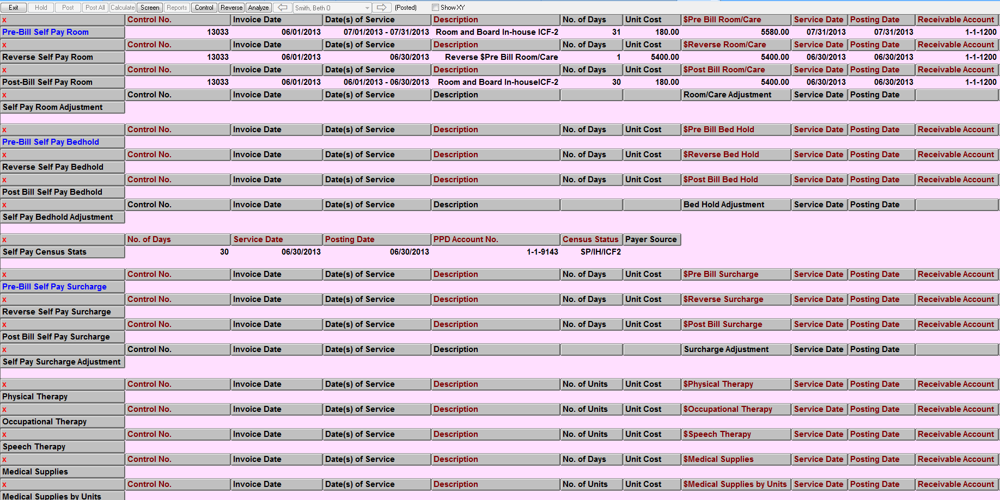 Exit Hold Post Post All Calculate Screen Reports Control Reverse Analyze Smith, Beth O (Posted) Show XY
x Control No. Invoice Date Date(s) of Service Description No. of Days Unit Cost $Pre Bill Room/Care Service Date Posting Date Receivable Account
Pre-Bill Self Pay Room 13033 06/01/2013 07/01/2013 - 07/31/2013 Room and Board In-house ICF-2 31 180.00 5580.00 07/31/2013 07/31/2013 1-1-1200
x Control No. Invoice Date Date(s) of Service Description No. of Days Unit Cost $Reverse Room/Care Service Date Posting Date Receivable Account
Reverse Self Pay Room 13033 06/01/2013 06/30/2013 Reverse $Pre Bill Room/Care 1 5400.00 5400.00 06/30/2013 06/30/2013 1-1-1200
x Control No. Invoice Date Date(s) of Service Description No. of Days Unit Cost $Post Bill Room/Care Service Date Posting Date Receivable Account
Post-Bill Self Pay Room 13033 06/01/2013 06/01/2013 - 06/30/2013 Room and Board In-houseICF-2 30 180.00 5400.00 06/30/2013 06/30/2013 1-1-1200
x Control No. Invoice Date Date(s) of Service Description Room/Care Adjustment Service Date Posting Date
Self Pay Room Adjustment
x Control No. Invoice Date Date(s) of Service Description No. of Days Unit Cost $Pre Bill Bed Hold Service Date Posting Date Receivable Account
Pre-Bill Self Pay Bedhold
x Control No. Invoice Date Date(s) of Service Description No. of Days Unit Cost $Reverse Bed Hold Service Date Posting Date Receivable Account
Reverse Self Pay Bedhold
x Control No. Invoice Date Date(s) of Service Description No. of Days Unit Cost $Post Bill Bed Hold Service Date Posting Date Receivable Account
Post Bill Self Pay Bedhold
x Control No. Invoice Date Date(s) of Service Description Bed Hold Adjustment Service Date Posting Date
Self Pay Bedhold Adjustment
x No. of Days Service Date Posting Date PPD Account No. Census Status Payer Source
Self Pay Census Stats 30 06/30/2013 06/30/2013 1-1-9143 SP/IH/ICF2
x Control No. Invoice Date Date(s) of Service Description No. of Days Unit Cost $Pre Bill Surcharge Service Date Posting Date Receivable Account
Pre-Bill Self Pay Surcharge
x Control No. Invoice Date Date(s) of Service Description No. of Days Unit Cost $Reverse Surcharge Service Date Posting Date Receivable Account
Reverse Self Pay Surcharge
x Control No. Invoice Date Date(s) of Service Description No. of Days Unit Cost $Post Bill Surcharge Service Date Posting Date Receivable Account
Post Bill Self Pay Surcharge
x Control No. Invoice Date Date(s) of Service Description Surcharge Adjustment Service Date Posting Date
Self Pay Surcharge Adjustment
x Control No. Invoice Date Date(s) of Service Description No. of Units Unit Cost $Physical Therapy Service Date Posting Date Receivable Account
Physical Therapy
x Control No. Invoice Date Date(s) of Service Description No. of Units Unit Cost $Occupational Therapy Service Date Posting Date Receivable Account
Occupational Therapy
x Control No. Invoice Date Date(s) of Service Description No. of Units Unit Cost $Speech Therapy Service Date Posting Date Receivable Account
Speech Therapy
x Control No. Invoice Date Date(s) of Service Description No. of Days Unit Cost $Medical Supplies Service Date Posting Date Receivable Account
Medical Supplies
x Control No. Invoice Date Date(s) of Service Description No. of Units Unit Cost $Medical Supplies by Units Service Date Posting Date Receivable Account
Medical Supplies by Units